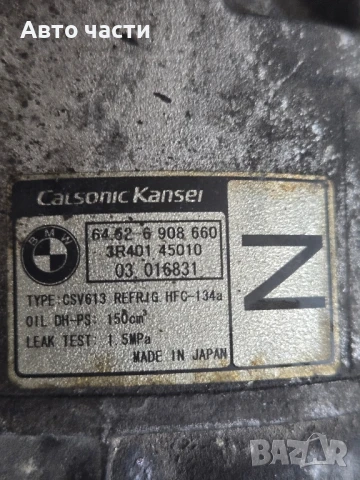 Авто части
Calsonic Kansei
BMW
64.52-6 908 660
3R401 45010
03 016831
TYPE: CSV613 REFRIG. HFC-134a
OIL DH-PS: 150cm³
LEAK TEST: 1.5MPa
MADE IN JAPAN
N
BAZAR